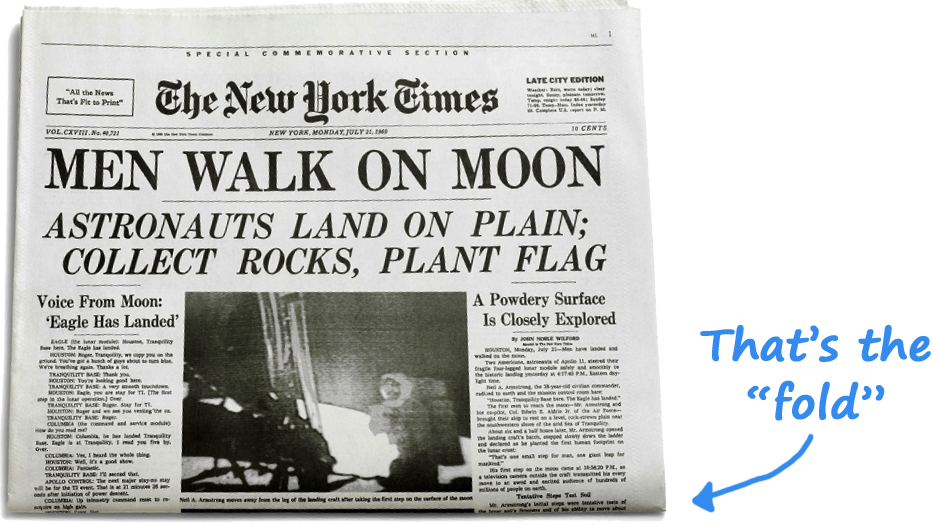 ML 1
SPECIAL COMMEMORATIVE SECTION
"All the News
That's Fit to Print"
The New York Times
LATE CITY EDITION
Weather: Rain, warm today; clear
tonight. Sunny, pleasant tomorrow.
VOL. CXVIII. No. 40,721
NEW YORK, MONDAY, JULY 21, 1969
10 CENTS
MEN WALK ON MOON
ASTRONAUTS LAND ON PLAIN;
COLLECT ROCKS, PLANT FLAG
Voice From Moon:
'Eagle Has Landed'
EAGLE (the lunar module): Houston, Tranquility
Base here. The Eagle has landed.
HOUSTON: Roger, Tranquility, we copy you on the
ground. You've got a bunch of guys about to turn blue.
We're breathing again. Thanks a lot.
TRANQUILITY BASE: Thank you.
HOUSTON: You're looking good here.
TRANQUILITY BASE: A very smooth touchdown.
HOUSTON: Eagle, you are stay for T1. [The first
step in the lunar operation.] Over.
TRANQUILITY BASE: Roger. Stay for T1.
HOUSTON: Roger and we see you venting the ox.
TRANQUILITY BASE: Roger.
COLUMBIA (the command and service module):
How do you read me?
HOUSTON: Columbia, he has landed Tranquility
Base. Eagle is at Tranquility. I read you five by.
Over.
COLUMBIA: Yes, I heard the whole thing.
HOUSTON: Well, it's a good show.
COLUMBIA: Fantastic.
TRANQUILITY BASE: I'll second that.
APOLLO CONTROL: The next major stay-no stay
will be for the T2 event. That is at 21 minutes 26 sec-
onds after initiation of power descent.
COLUMBIA: Up telemetry command reset to re-
acquire on high gain.
Neil A. Armstrong moves away from the leg of the landing craft after taking the first step on the surface of the moon
A Powdery Surface
Is Closely Explored
By JOHN NOBLE WILFORD
Special to The New York Times
HOUSTON, Monday, July 21—Men have landed and
walked on the moon.
Two Americans, astronauts of Apollo 11, steered their
fragile four-legged lunar module safely and smoothly to
the historic landing yesterday at 4:17:40 P.M., Eastern day-
light time.
Neil A. Armstrong, the 38-year-old civilian commander,
radioed to earth and the mission control room here:
"Houston, Tranquility Base here. The Eagle has landed."
The first men to reach the moon—Mr. Armstrong and
his co-pilot, Col. Edwin E. Aldrin Jr. of the Air Force—
brought their ship to rest on a level, rock-strewn plain near
the southwestern shore of the arid Sea of Tranquility.
About six and a half hours later, Mr. Armstrong opened
the landing craft's hatch, stepped slowly down the ladder
and declared as he planted the first human footprint on
the lunar crust:
"That's one small step for man, one giant leap for
mankind."
His first step on the moon came at 10:56:20 P.M., as
a television camera outside the craft transmitted his every
move to an awed and excited audience of hundreds of
millions of people on earth.
Tentative Steps Test Soil
Mr. Armstrong's initial steps were tentative tests of
the lunar soil's firmness and of his ability to move about
That's the
"fold"